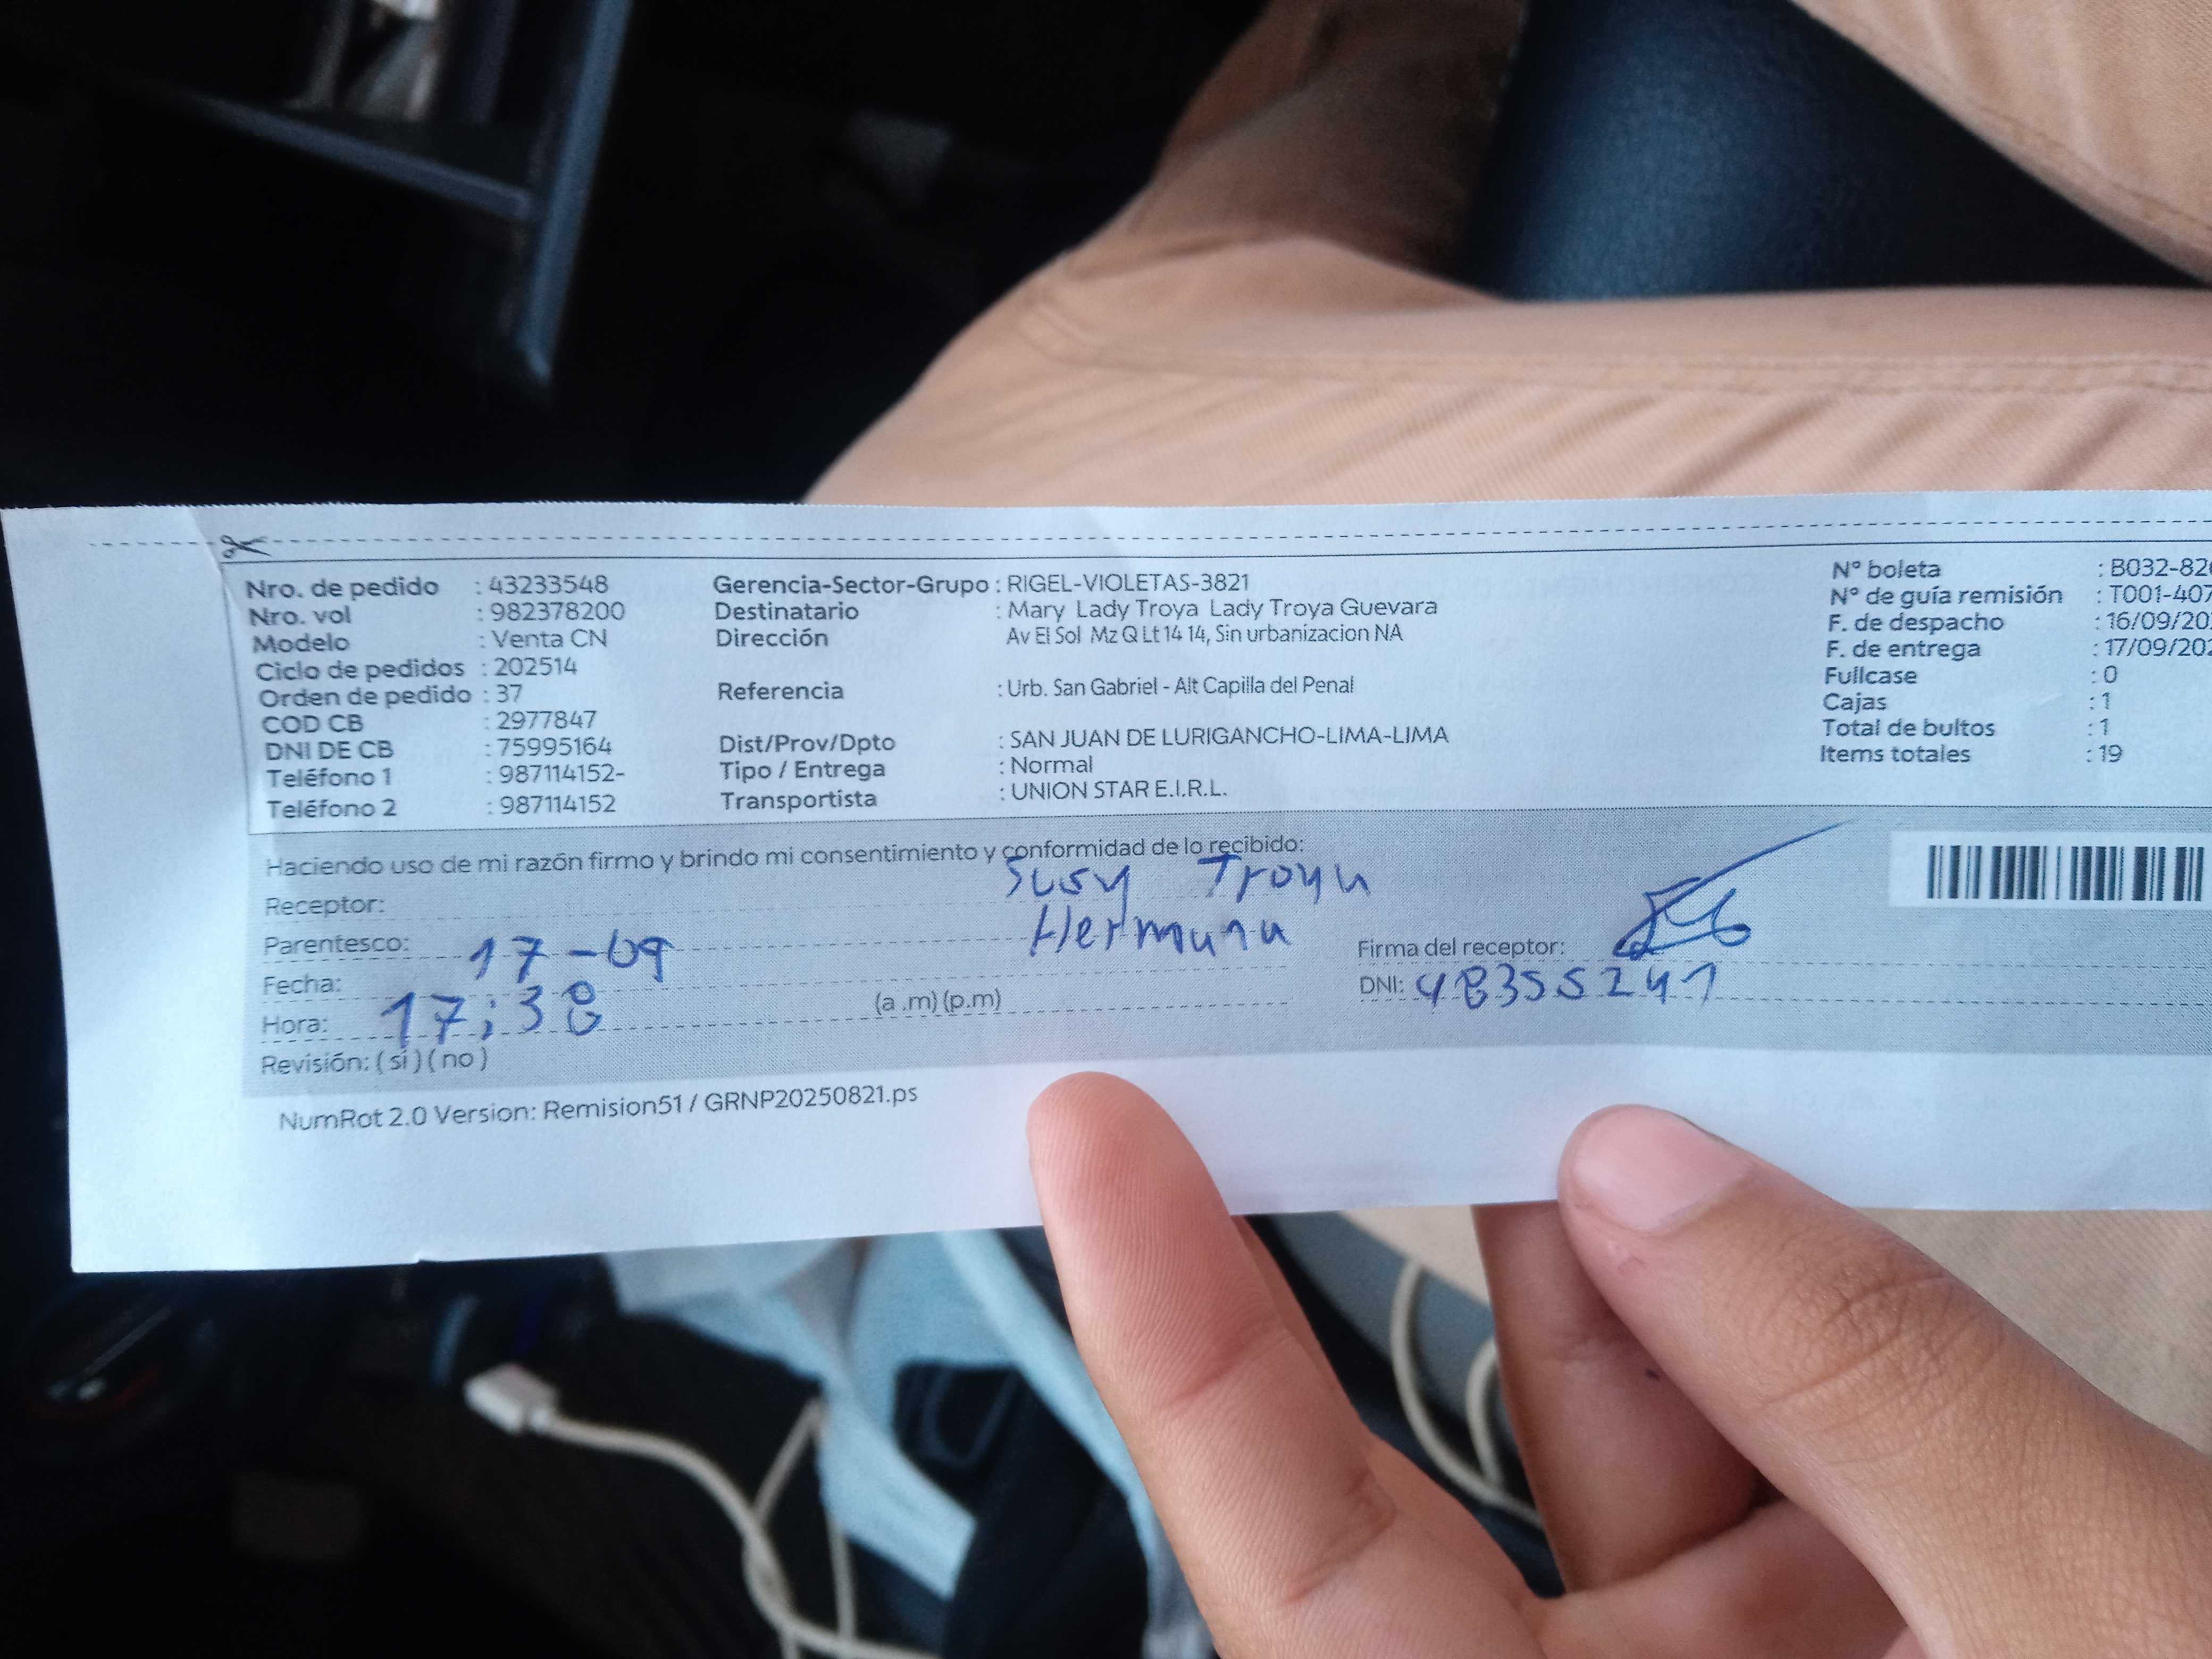 Nro. de pedido : 43233548 Gerencia-Sector-Grupo : RIGEL-VIOLETAS-3821 N° boleta : B032-82
Nro. vol : 982378200 Destinatario : Mary Lady Troya Lady Troya Guevara N° de guía remisión : T001-407
Modelo : Venta CN Dirección Av El Sol Mz Q Lt 14 14, Sin urbanizacion NA F. de despacho : 16/09/20
Ciclo de pedidos : 202514 F. de entrega : 17/09/202
Orden de pedido : 37 Referencia : Urb. San Gabriel - Alt Capilla del Penal Fullcase : 0
COD CB : 2977847 Cajas : 1
DNI DE CB : 75995164 Dist/Prov/Dpto : SAN JUAN DE LURIGANCHO-LIMA-LIMA Total de bultos : 1
Teléfono 1 : 987114152- Tipo / Entrega : Normal Items totales : 19
Teléfono 2 : 987114152 Transportista : UNION STAR E.I.R.L.
Haciendo uso de mi razón firmo y brindo mi consentimiento y conformidad de lo recibido:
Receptor: Susy Troya
Parentesco: Hermana Firma del receptor:
Fecha: 17-09 DNI: 48355241
Hora: 17:38 (a .m) (p.m)
Revisión: ( si ) ( no )
NumRot 2.0 Version: Remision51 / GRNP20250821.ps